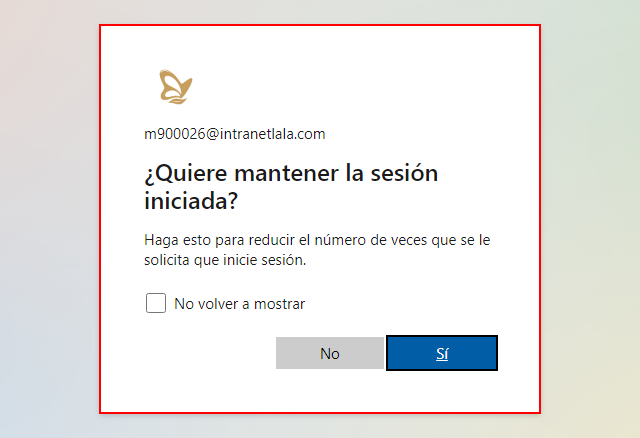 m900026@intranetlala.com
¿Quiere mantener la sesión
iniciada?
Haga esto para reducir el número de veces que se le
solicita que inicie sesión.
No volver a mostrar
No
Sí